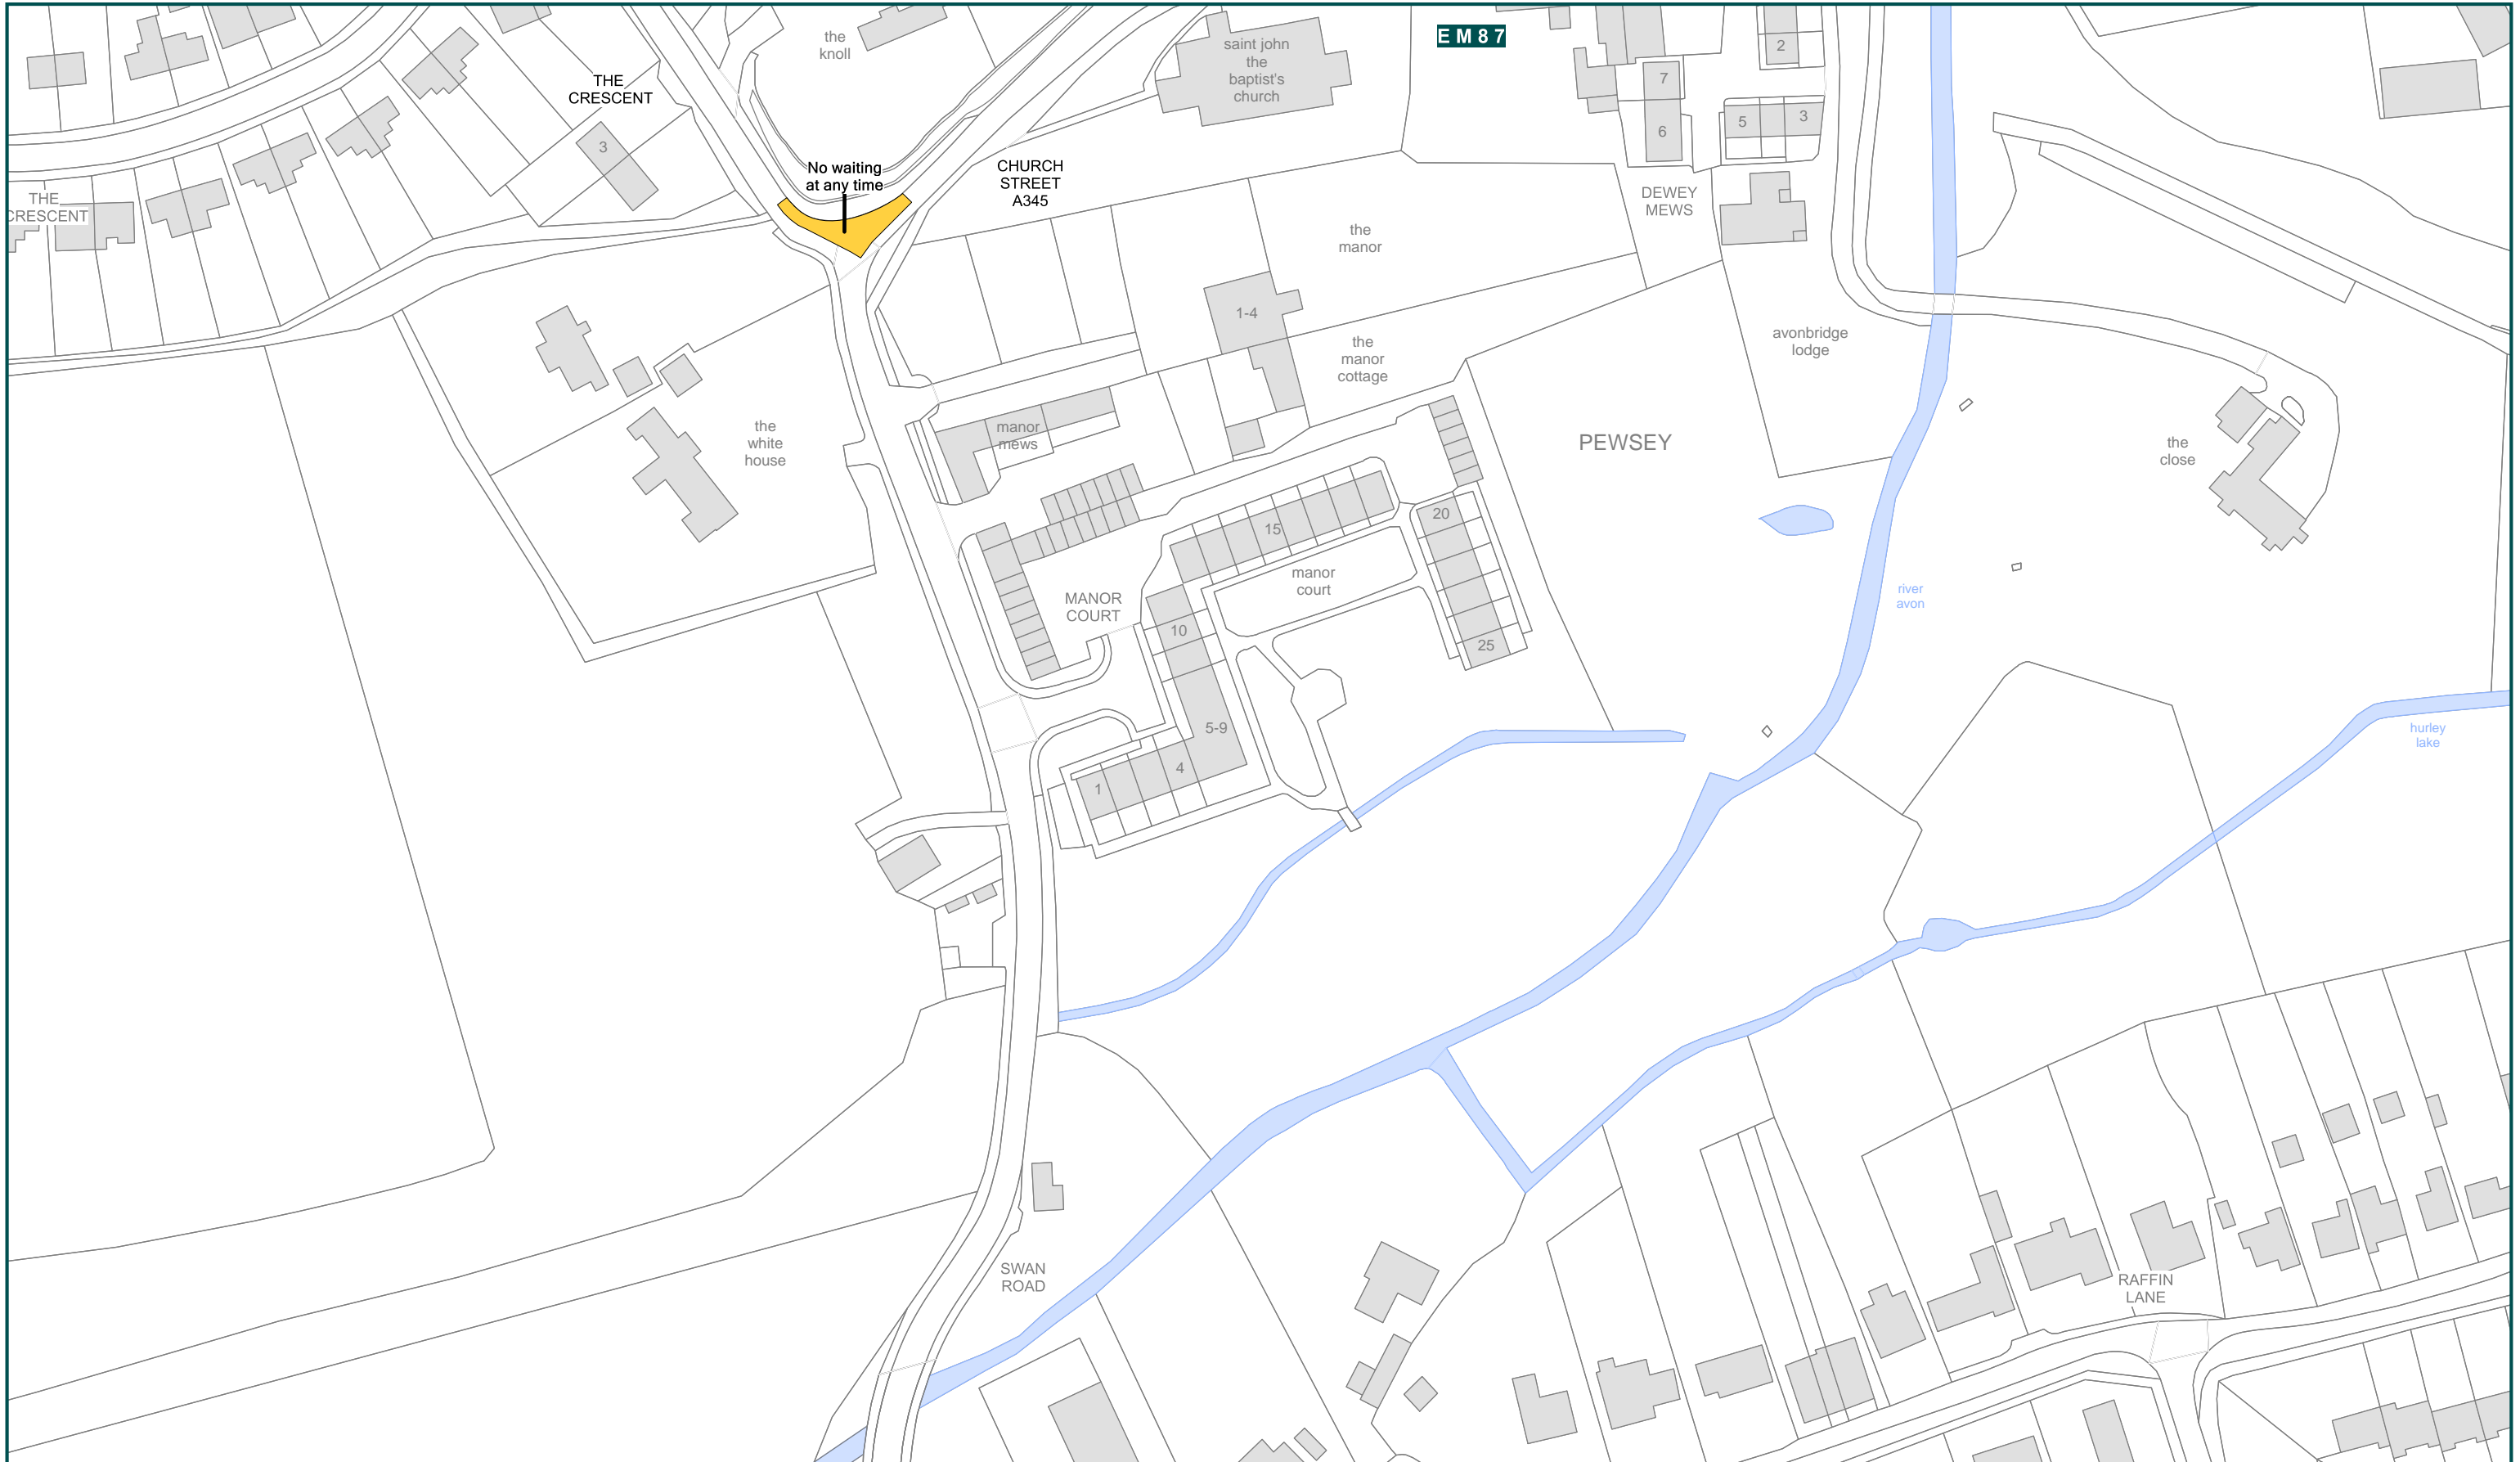 the
knoll
saint john
the
baptist's
church
E M 8 7
2
7
6
5
3
THE
CRESCENT
3
No waiting
at any time
CHURCH
STREET
A345
DEWEY
MEWS
THE
CRESCENT
the
manor
1-4
the
manor
cottage
avonbridge
lodge
the
white
house
manor
mews
PEWSEY
the
close
15
20
manor
court
MANOR
COURT
river
avon
10
25
5-9
4
1
hurley
lake
SWAN
ROAD
RAFFIN
LANE